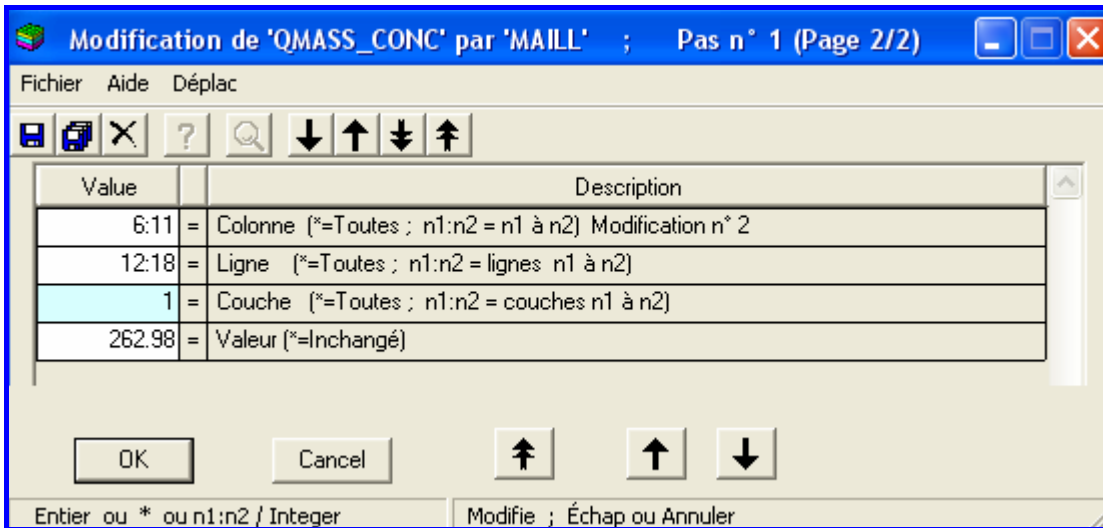 Modification de 'QMASS_CONC' par 'MAILL' ; Pas n° 1 (Page 2/2)
Fichier Aide Déplac
Value Description
6:11 = Colonne (*=Toutes ; n1:n2 = n1 à n2) Modification n° 2
12:18 = Ligne (*=Toutes ; n1:n2 = lignes n1 à n2)
1 = Couche (*=Toutes ; n1:n2 = couches n1 à n2)
262.98 = Valeur (*=Inchangé)
OK Cancel
Entier ou * ou n1:n2 / Integer Modifie ; Échap ou Annuler